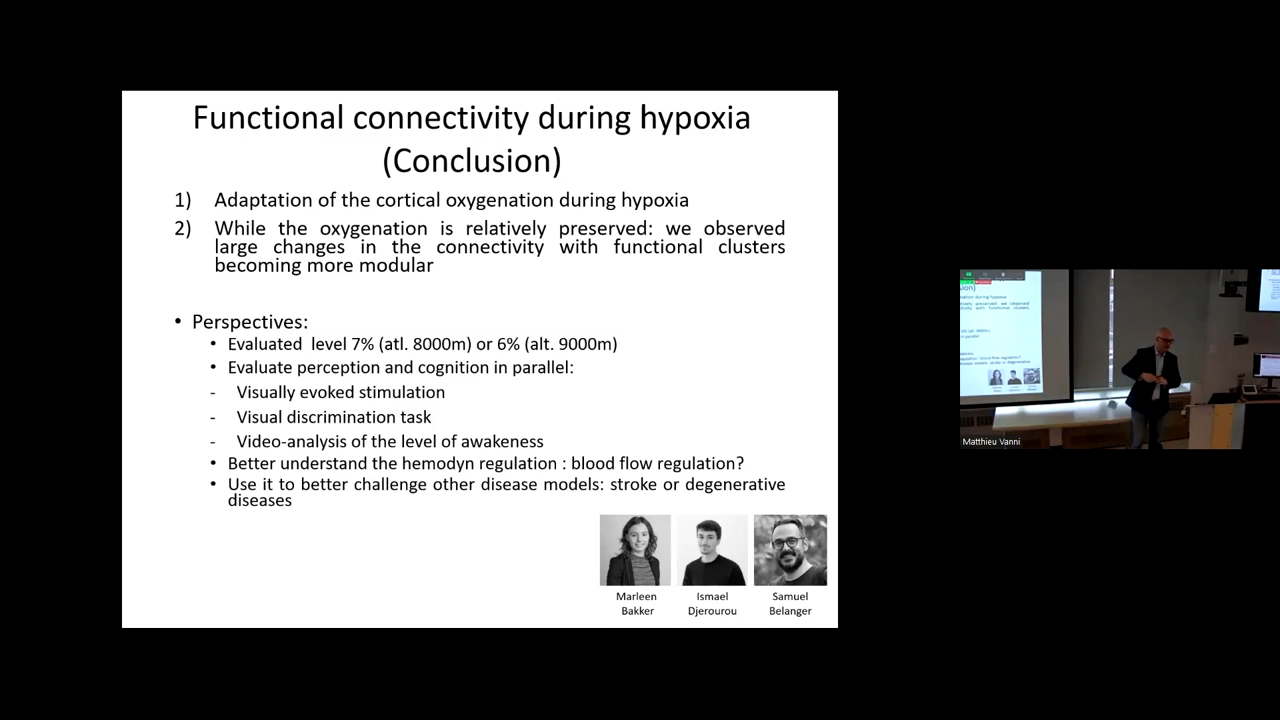 Functional connectivity during hypoxia
(Conclusion)
1) Adaptation of the cortical oxygenation during hypoxia
2) While the oxygenation is relatively preserved: we observed
large changes in the connectivity with functional clusters
becoming more modular
• Perspectives:
• Evaluated level 7% (atl. 8000m) or 6% (alt. 9000m)
• Evaluate perception and cognition in parallel:
- Visually evoked stimulation
- Visual discrimination task
- Video-analysis of the level of awakeness
• Better understand the hemodyn regulation : blood flow regulation?
• Use it to better challenge other disease models: stroke or degenerative
diseases
Marleen
Bakker
Ismael
Djerourou
Samuel
Belanger
Matthieu Vanni